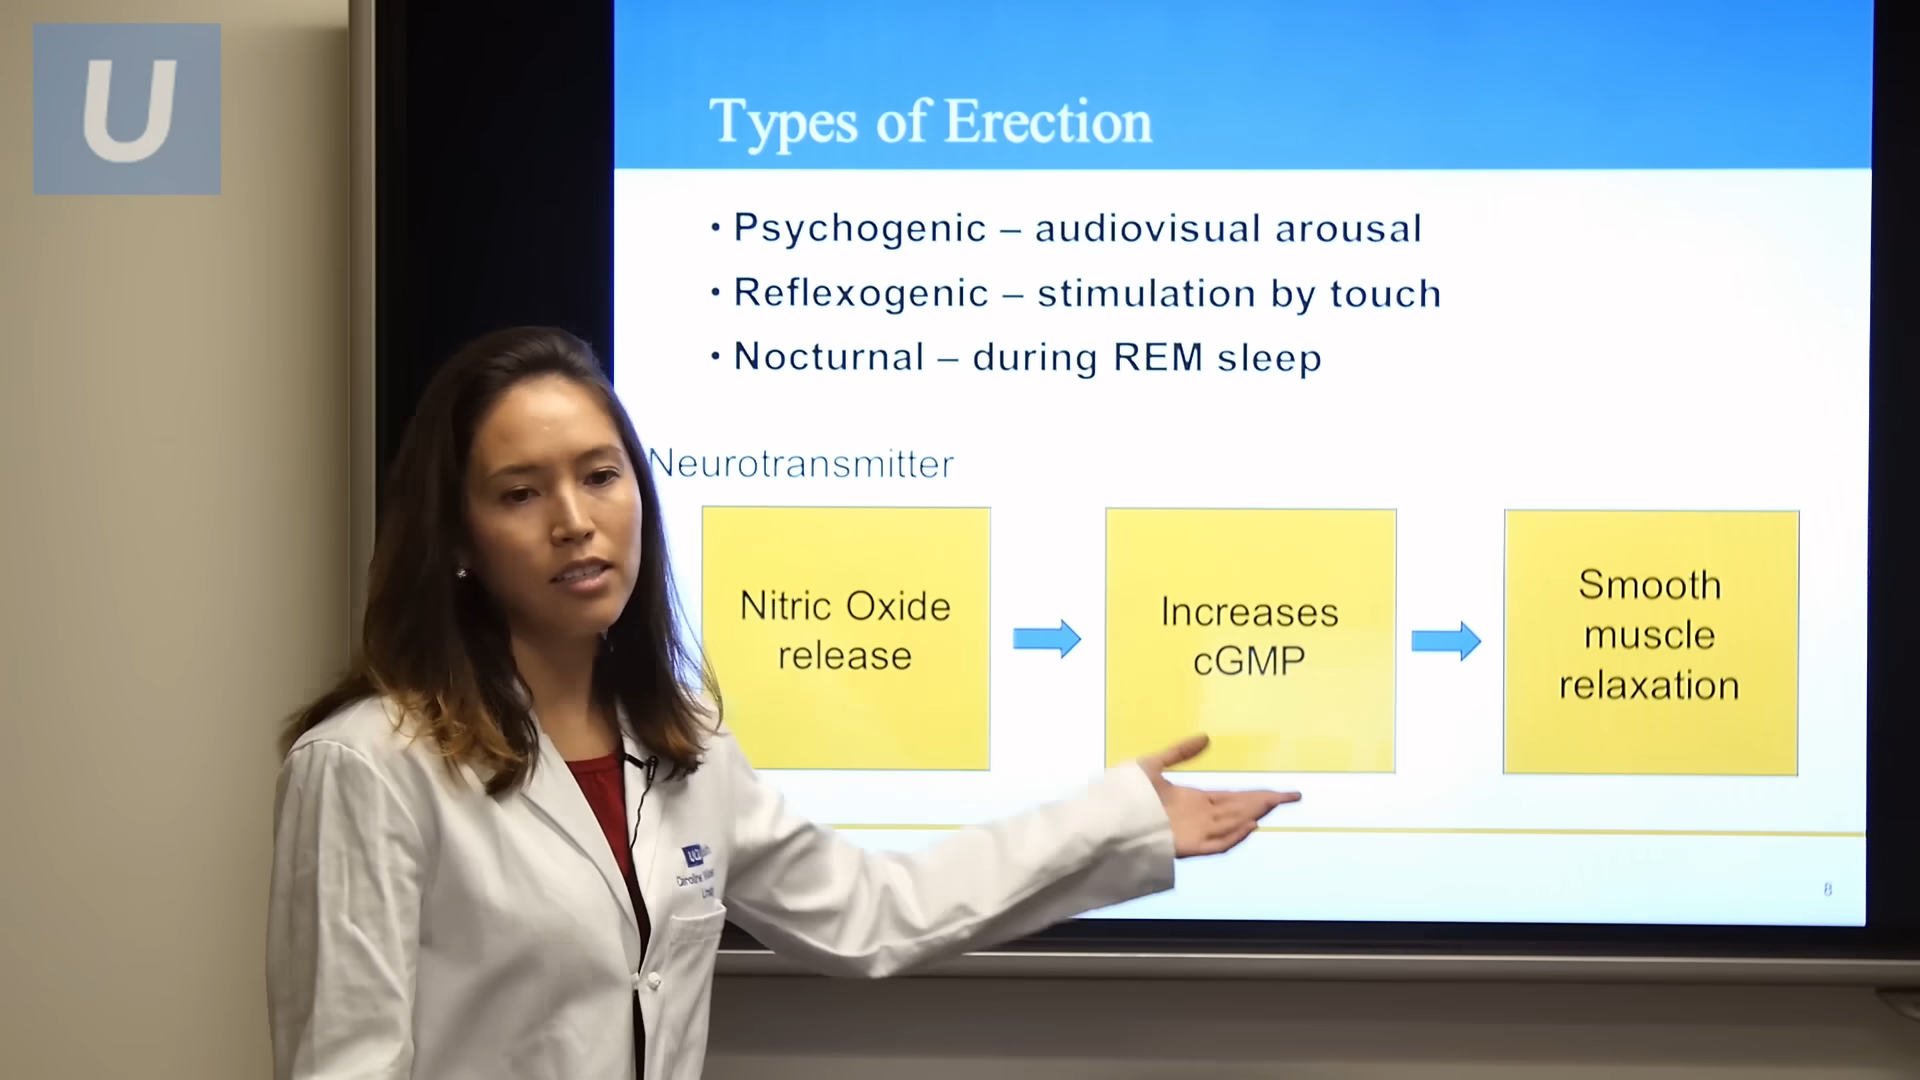 U
Types of Erection
• Psychogenic – audiovisual arousal
• Reflexogenic – stimulation by touch
• Nocturnal – during REM sleep
Neurotransmitter
Nitric Oxide
release
Increases
cGMP
Smooth
muscle
relaxation
Caroline
8